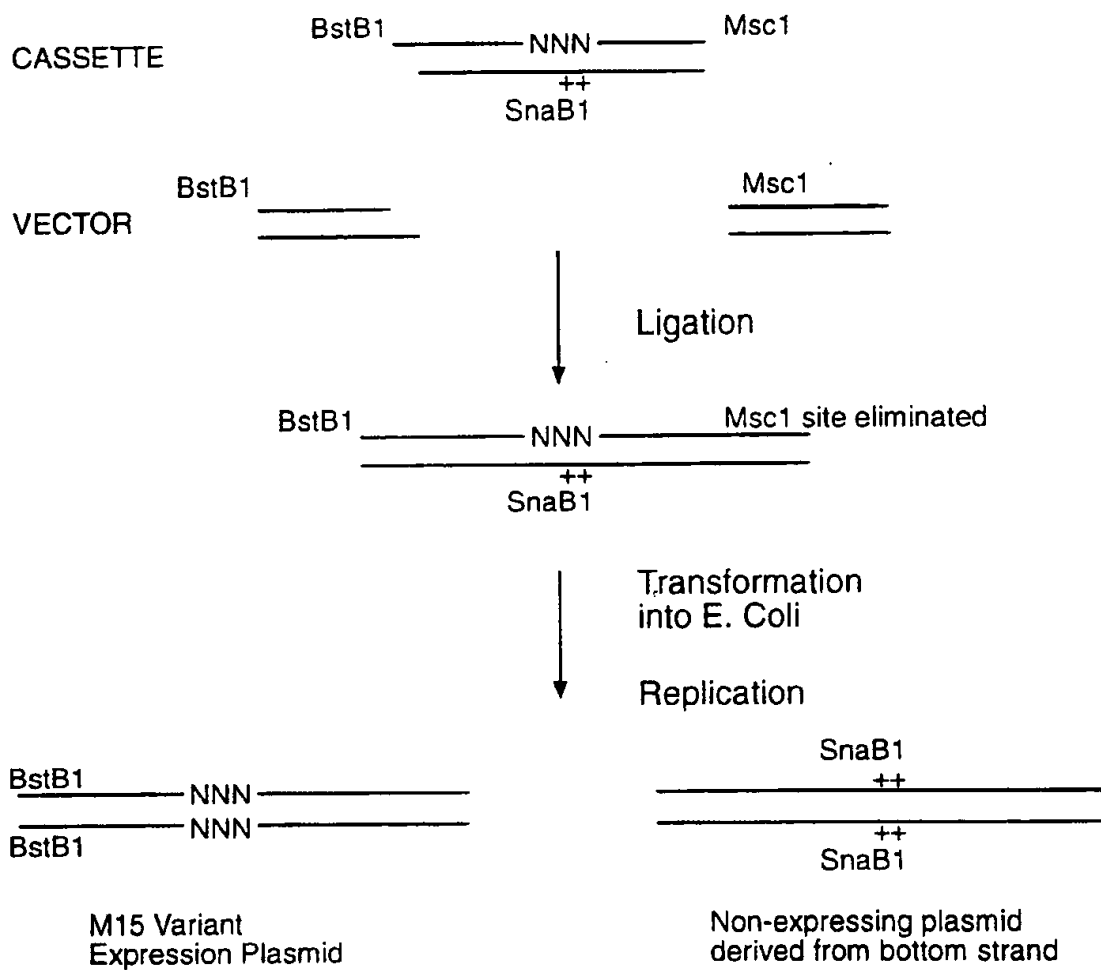 BstB1
NNN
Msc1
CASSETTE
++
SnaB1
BstB1
Msc1
VECTOR
Ligation
BstB1
NNN
Msc1 site eliminated
++
SnaB1
Transformation
into E. Coli
Replication
SnaB1
++
BstB1
NNN
NNN
BstB1
++
SnaB1
M15 Variant
Expression Plasmid
Non-expressing plasmid
derived from bottom strand